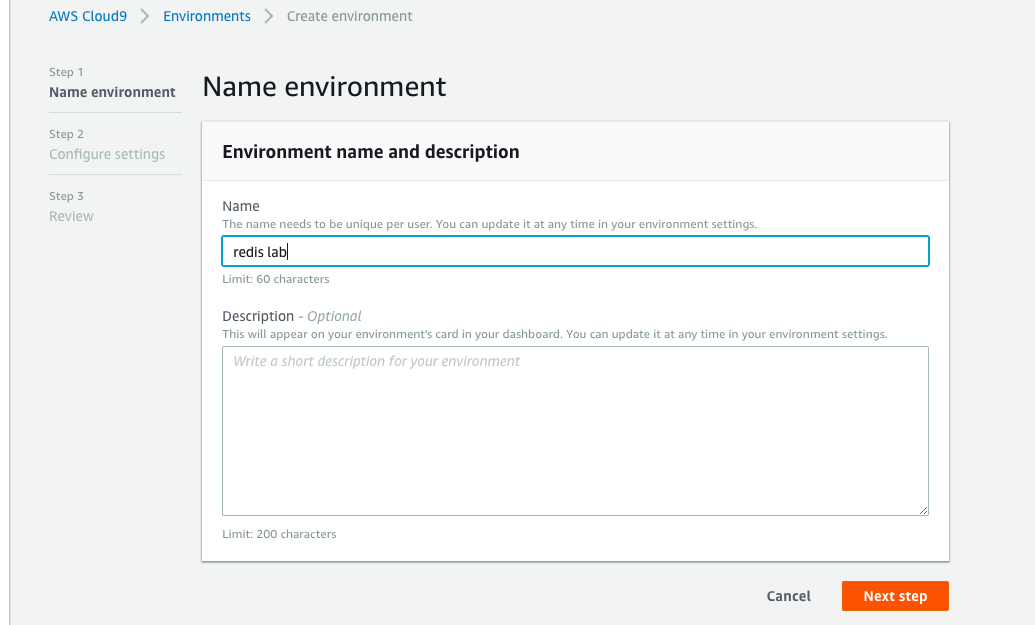 AWS Cloud9 > Environments > Create environment
Step 1
Name environment
Step 2
Configure settings
Step 3
Review
Name environment
Environment name and description
Name
The name needs to be unique per user. You can update it at any time in your environment settings.
redis lab
Limit: 60 characters
Description - Optional
This will appear on your environment's card in your dashboard. You can update it at any time in your environment settings.
Write a short description for your environment
Limit: 200 characters
Cancel
Next step